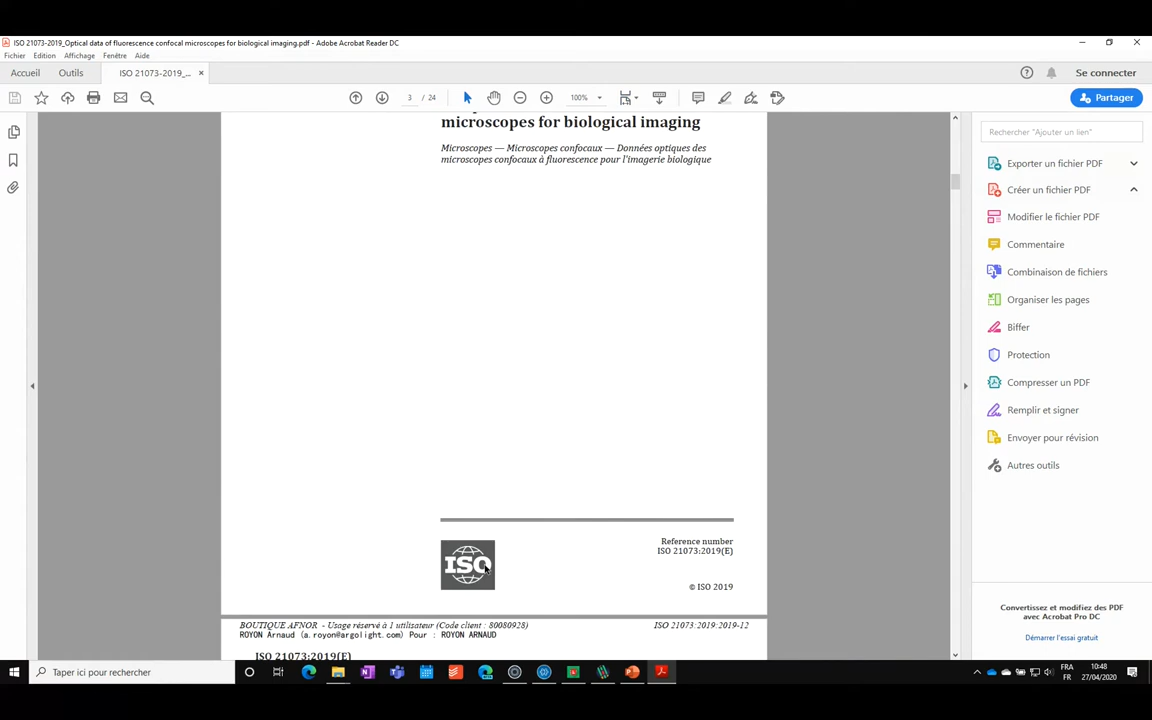 ISO 21073-2019_Optical data of fluorescence confocal microscopes for biological imaging.pdf - Adobe Acrobat Reader DC
Fichier Edition Affichage Fenêtre Aide
Accueil Outils ISO 21073-2019_... × Se connecter
3 / 24 100% Partager
microscopes for biological imaging
Microscopes — Microscopes confocaux — Données optiques des
microscopes confocaux à fluorescence pour l'imagerie biologique
Rechercher "Ajouter un lien"
Exporter un fichier PDF
Créer un fichier PDF
Modifier le fichier PDF
Commentaire
Combinaison de fichiers
Organiser les pages
Biffer
Protection
Compresser un PDF
Remplir et signer
Envoyer pour révision
Autres outils
ISO
Reference number
ISO 21073:2019(E)
© ISO 2019
BOUTIQUE AFNOR - Usage réservé à 1 utilisateur (Code client : 80080928) ISO 21073:2019:2019-12
ROYON Arnaud (a.royon@argolight.com) Pour : ROYON ARNAUD
ISO 21073:2019(E)
Convertissez et modifiez des PDF
avec Acrobat Pro DC
Démarrer l'essai gratuit
Taper ici pour rechercher
FRA
FR
10:48
27/04/2020